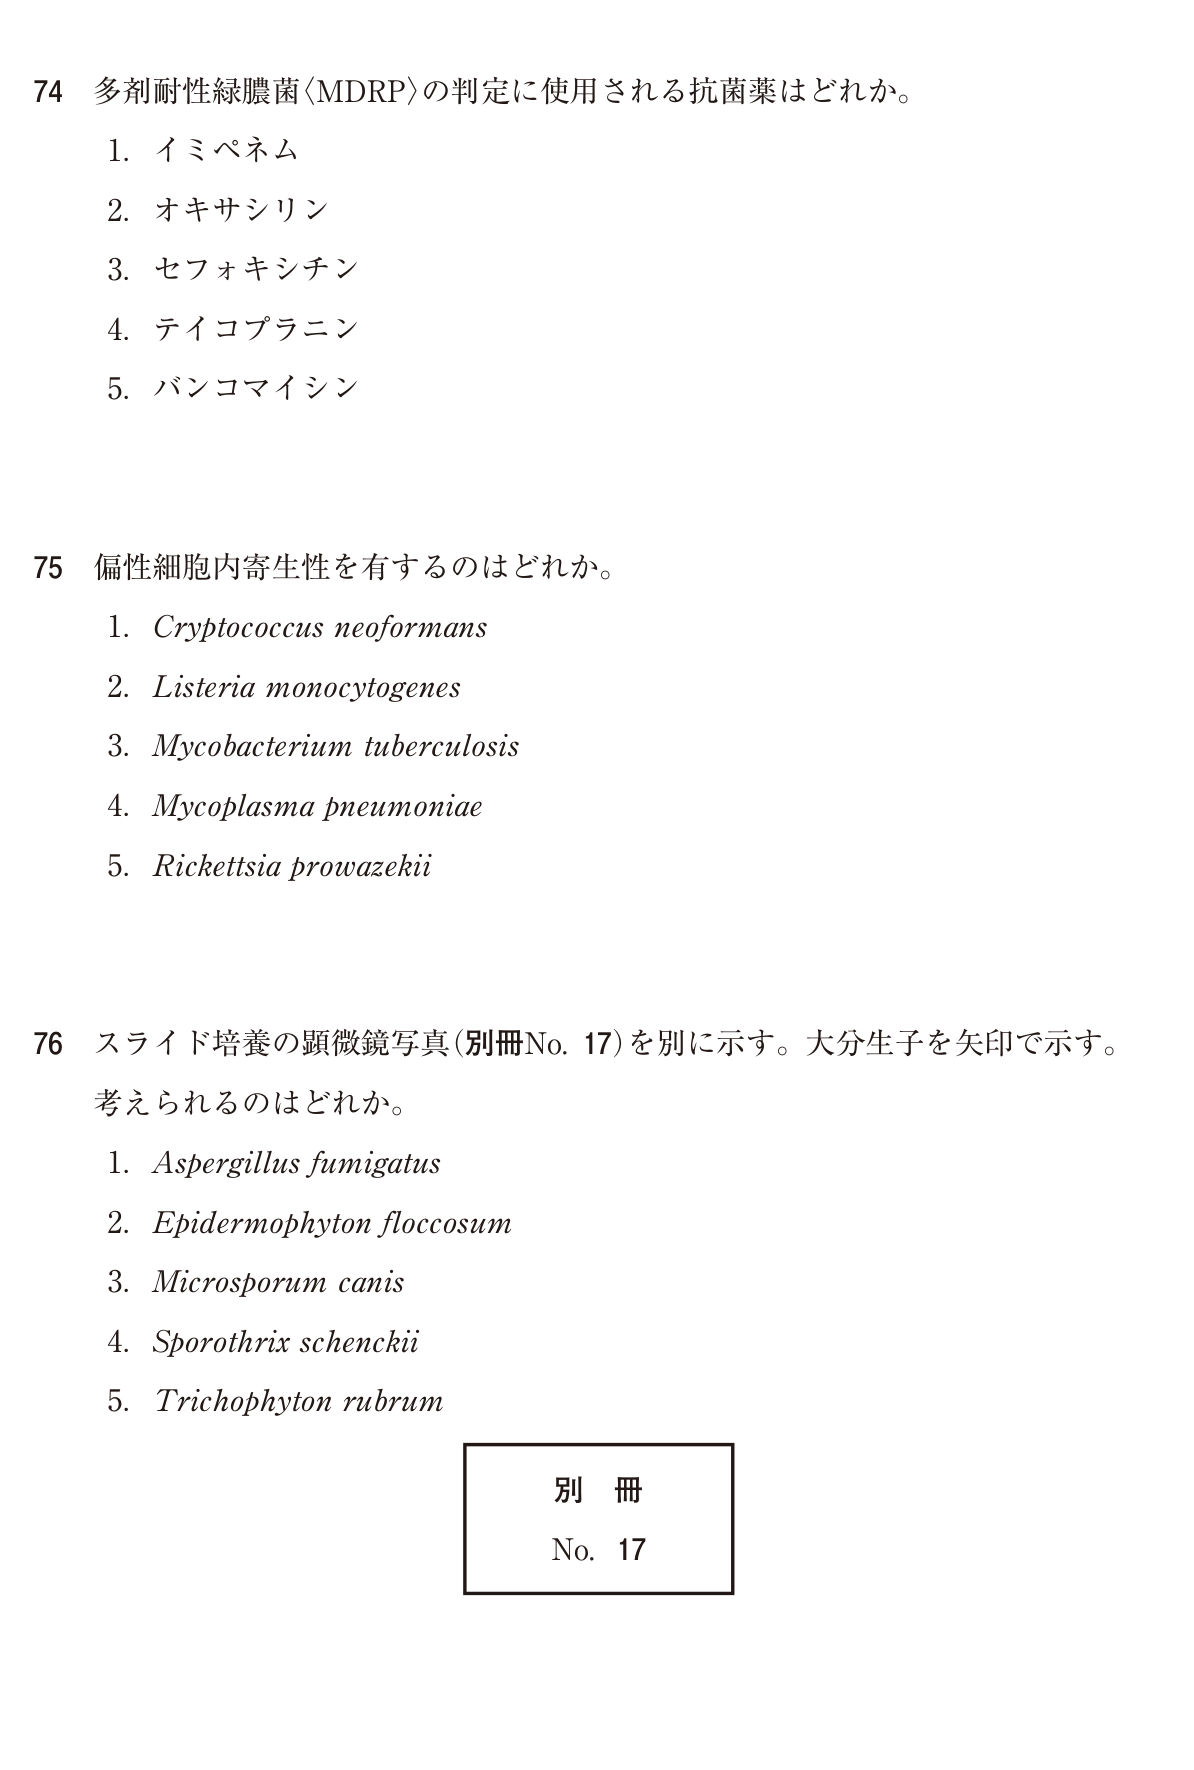 74 多剤耐性緑膿菌〈MDRP〉の判定に使用される抗菌薬はどれか。
1. イミペネム
2. オキサシリン
3. セフォキシチン
4. テイコプラニン
5. バンコマイシン
75 偏性細胞内寄生性を有するのはどれか。
1. Cryptococcus neoformans
2. Listeria monocytogenes
3. Mycobacterium tuberculosis
4. Mycoplasma pneumoniae
5. Rickettsia prowazekii
76 スライド培養の顕微鏡写真(別冊No. 17)を別に示す。大分生子を矢印で示す。
考えられるのはどれか。
1. Aspergillus fumigatus
2. Epidermophyton floccosum
3. Microsporum canis
4. Sporothrix schenckii
5. Trichophyton rubrum
別 冊
No. 17